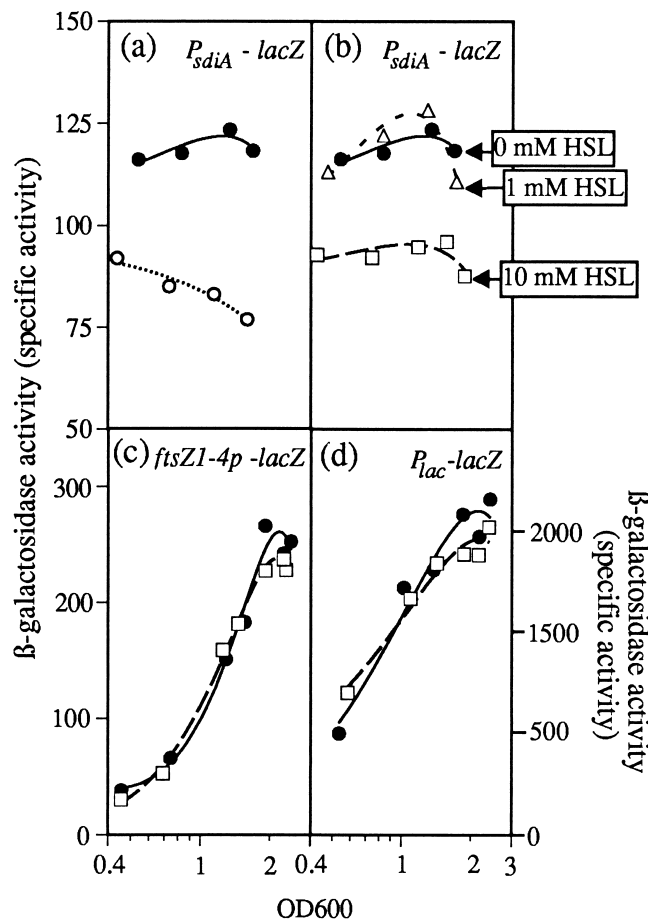 150
125
100
75
50
ß-galactosidase activity (specific activity)
(a)
PsdiA - lacZ
(b)
PsdiA - lacZ
0 mM HSL
1 mM HSL
10 mM HSL
300
200
100
0
(c) ftsZ1-4p -lacZ
(d)
Plac-lacZ
2000
1500
500
0
ß-galactosidase activity
(specific activity)
0.4 1 2 0.4 1 2 3
OD600